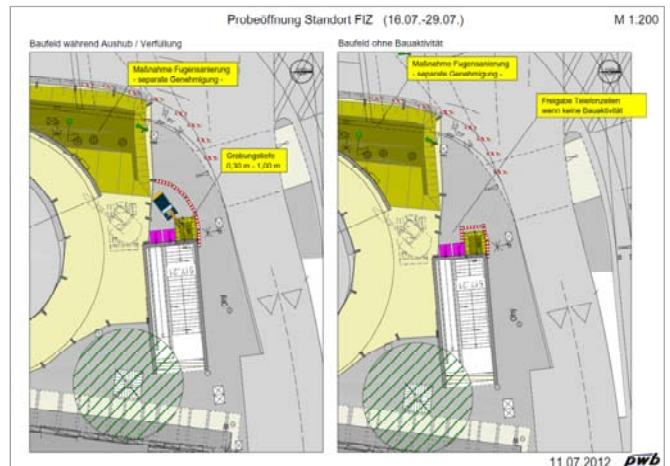 Probeöffnung Standort FIZ (16.07.-29.07.)
M 1.200
Baufeld während Aushub / Verfüllung
Baufeld ohne Bauaktivität
Maßnahme Fugensanierung
- separate Genehmigung -
Grabungstiefe
0,30 m - 1,00 m
Maßnahme Fugensanierung
- separate Genehmigung -
Freigabe Telefonzellen
wenn keine Bauaktivität
11.07.2012 pwb